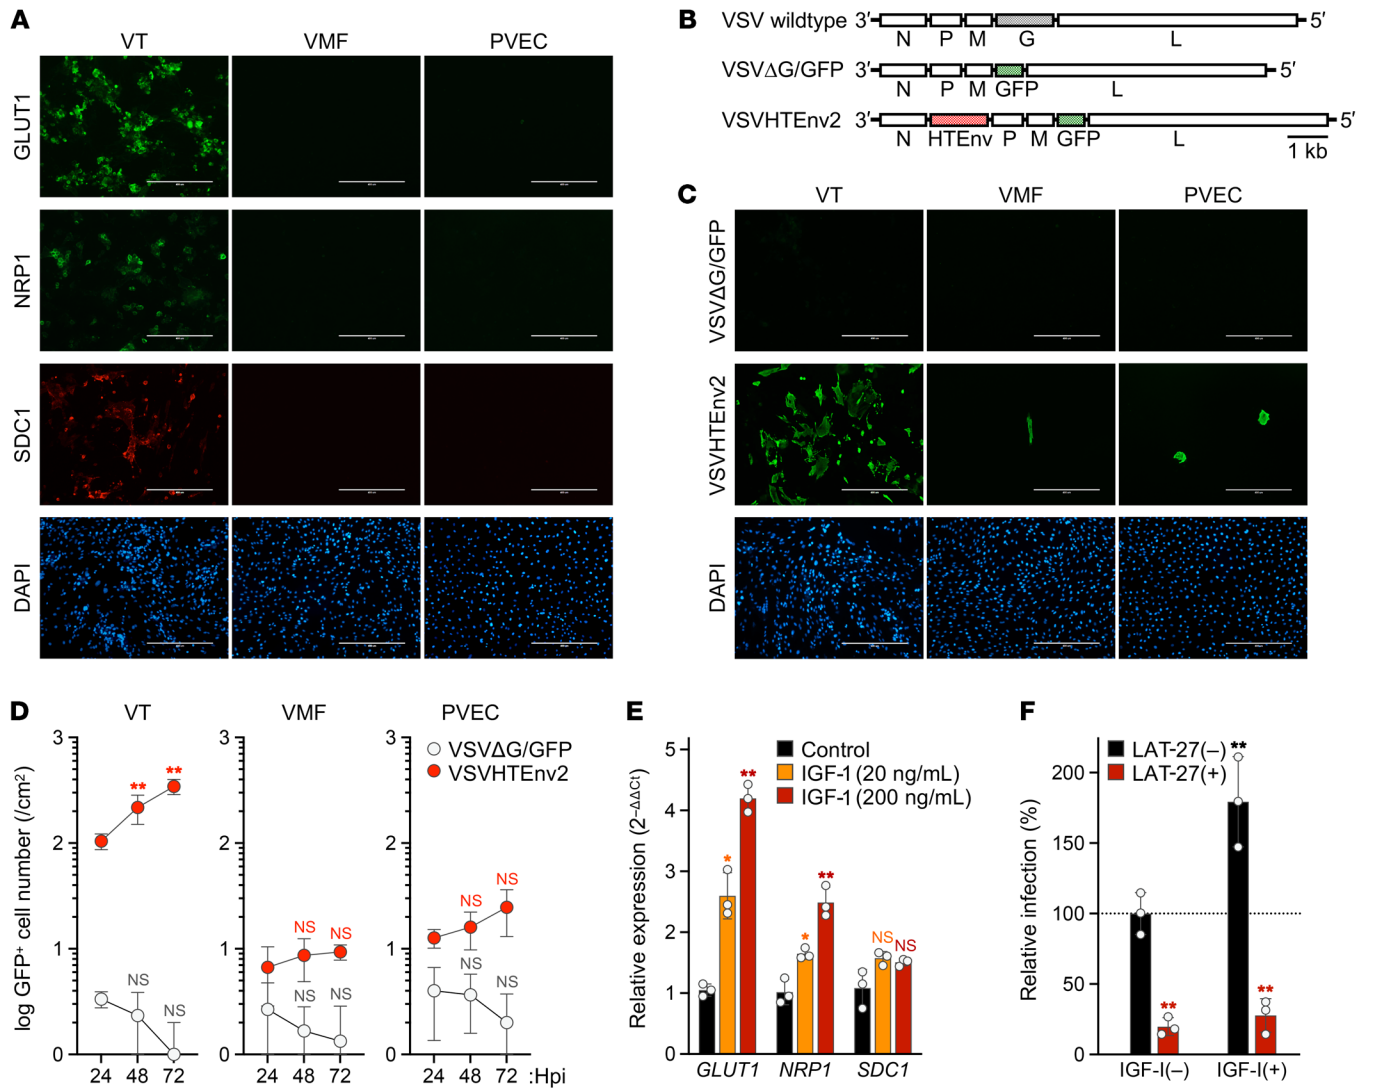 A
VT VMF PVEC
GLUT1
NRP1
SDC1
DAPI
B
VSV wildtype 3′ 5′
N P M G L
VSVΔG/GFP 3′ 5′
N P M GFP L
VSVHTEnv2 3′ 5′
N HTEnv P M GFP L
1 kb
C
VT VMF PVEC
VSVΔG/GFP
VSVHTEnv2
DAPI
D
VT VMF PVEC
VSVΔG/GFP
VSVHTEnv2
log GFP⁺ cell number (/cm²)
3 3 3
2 2 2
1 1 1
0 0 0
** **
NS NS
NS NS
NS NS
NS NS
NS NS
24 48 72 24 48 72 24 48 72 :Hpi
E
Control
IGF-1 (20 ng/mL)
IGF-1 (200 ng/mL)
Relative expression (2⁻ΔΔCt)
5
4
3
2
1
0
* **
* **
NS NS
GLUT1 NRP1 SDC1
F
LAT-27(–)
LAT-27(+)
Relative infection (%)
200
150
100
50
0
**
** **
IGF-I(–) IGF-I(+)